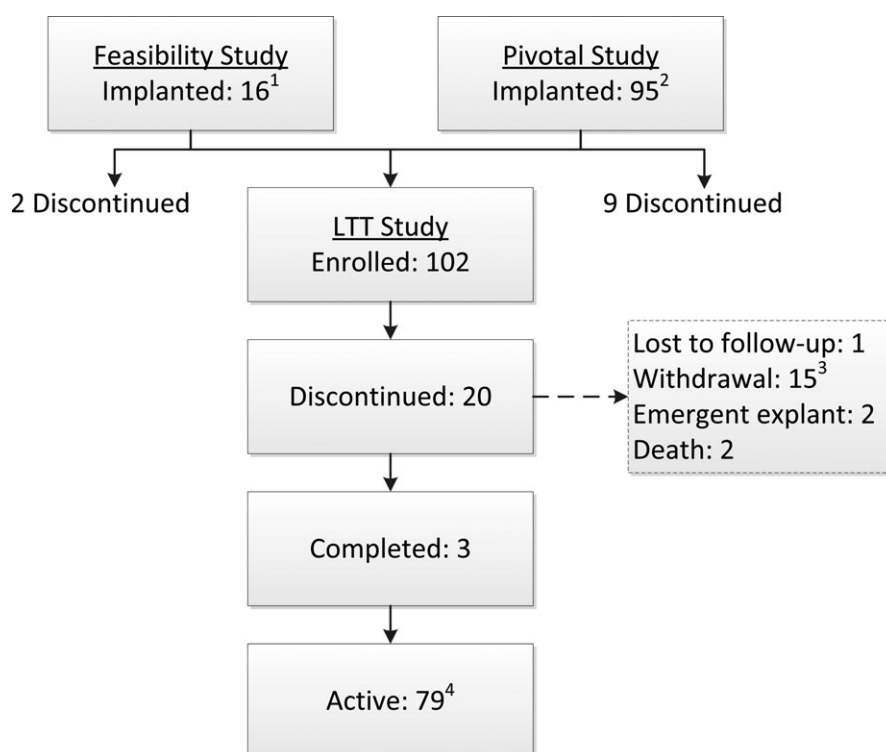 Feasibility Study
Implanted: 16¹
Pivotal Study
Implanted: 95²
2 Discontinued
9 Discontinued
LTT Study
Enrolled: 102
Discontinued: 20
Lost to follow-up: 1
Withdrawal: 15³
Emergent explant: 2
Death: 2
Completed: 3
Active: 79⁴